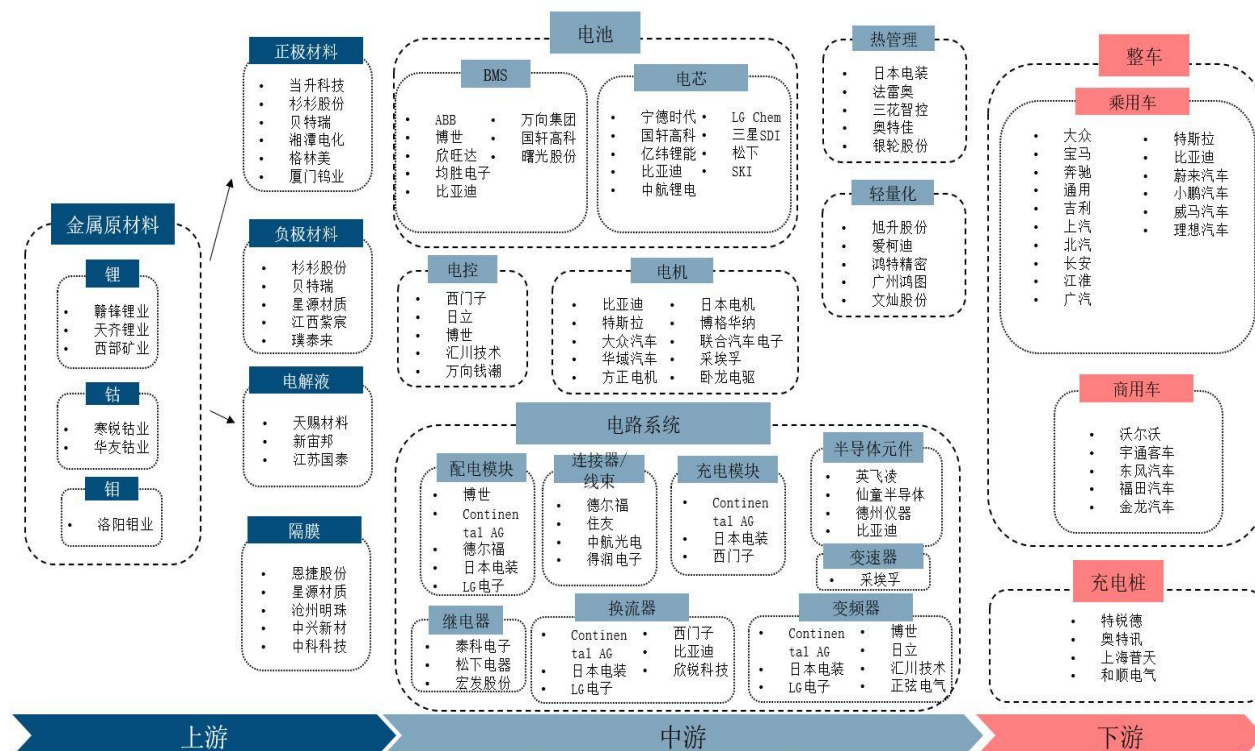 金属原材料
锂
赣锋锂业
天齐锂业
西部矿业
钴
寒锐钴业
华友钴业
钼
洛阳钼业
正极材料
当升科技
杉杉股份
贝特瑞
湘潭电化
格林美
厦门钨业
负极材料
杉杉股份
贝特瑞
星源材质
江西紫宸
璞泰来
电解液
天赐材料
新宙邦
江苏国泰
隔膜
恩捷股份
星源材质
沧州明珠
中兴新材
中科科技
电池
BMS
ABB
博世
欣旺达
均胜电子
比亚迪
万向集团
国轩高科
曙光股份
电芯
宁德时代
国轩高科
亿纬锂能
比亚迪
中航锂电
LG Chem
三星SDI
松下
SKI
电控
西门子
日立
博世
汇川技术
万向钱潮
电机
比亚迪
特斯拉
大众汽车
华域汽车
方正电机
日本电机
博格华纳
联合汽车电子
采埃孚
卧龙电驱
热管理
日本电装
法雷奥
三花智控
奥特佳
银轮股份
轻量化
旭升股份
爱柯迪
鸿特精密
广州鸿图
文灿股份
电路系统
配电模块
博世
Continen
tal AG
德尔福
日本电装
LG电子
连接器/
线束
德尔福
住友
中航光电
得润电子
充电模块
Continen
tal AG
日本电装
西门子
半导体元件
英飞凌
仙童半导体
德州仪器
比亚迪
变速器
采埃孚
继电器
泰科电子
松下电器
宏发股份
换流器
Continen
tal AG
日本电装
LG电子
西门子
比亚迪
欣锐科技
变频器
Continen
tal AG
日本电装
LG电子
博世
日立
汇川技术
正弦电气
整车
乘用车
大众
宝马
奔驰
通用
吉利
上汽
北汽
长安
江淮
广汽
特斯拉
比亚迪
蔚来汽车
小鹏汽车
威马汽车
理想汽车
商用车
沃尔沃
宇通客车
东风汽车
福田汽车
金龙汽车
充电桩
特锐德
奥特讯
上海普天
和顺电气
上游
中游
下游